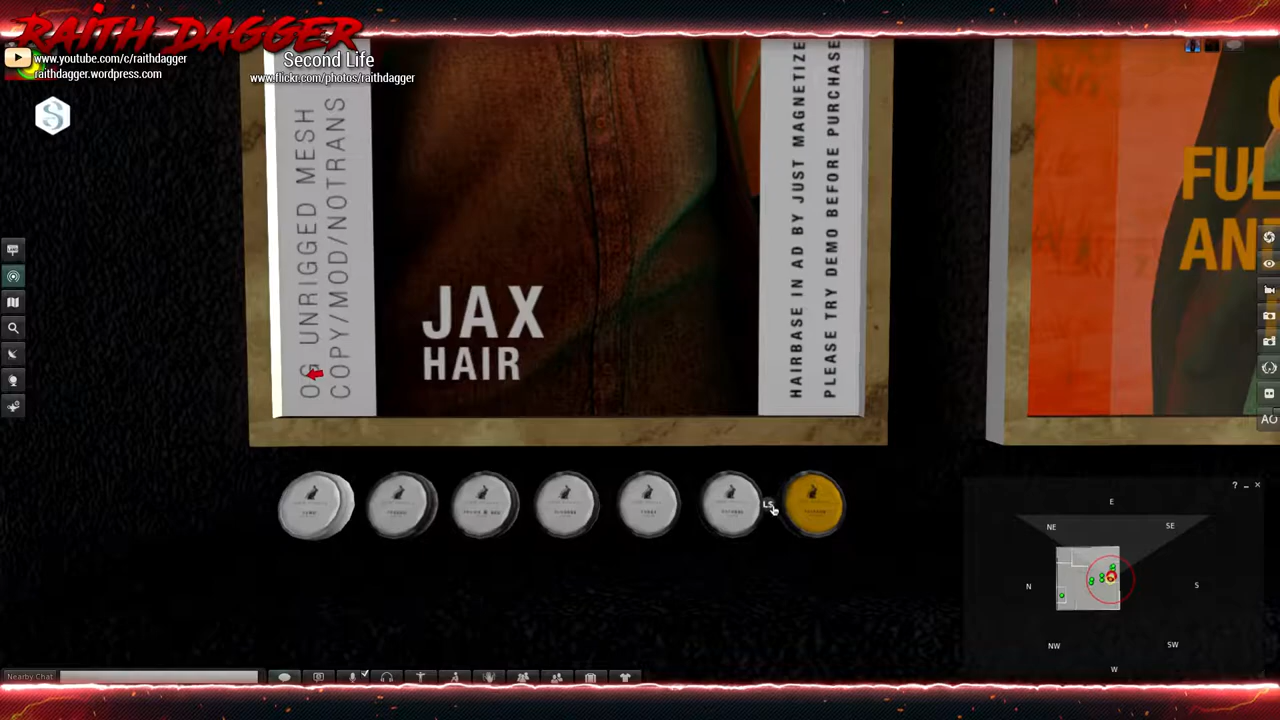 RAITH DAGGER
www.youtube.com/c/raithdagger
raithdagger.wordpress.com
Second Life
www.flickr.com/photos/raithdagger
S
UNRIGGED MESH
COPY/MOD/NOTRANS
JAX
HAIR
HAIRBASE IN AD BY JUST MAGNETIZE
PLEASE TRY DEMO BEFORE PURCHASE
FUL
AN
LS
AO
? _ ×
E
NE
SE
N
S
NW
SW
W
Nearby Chat